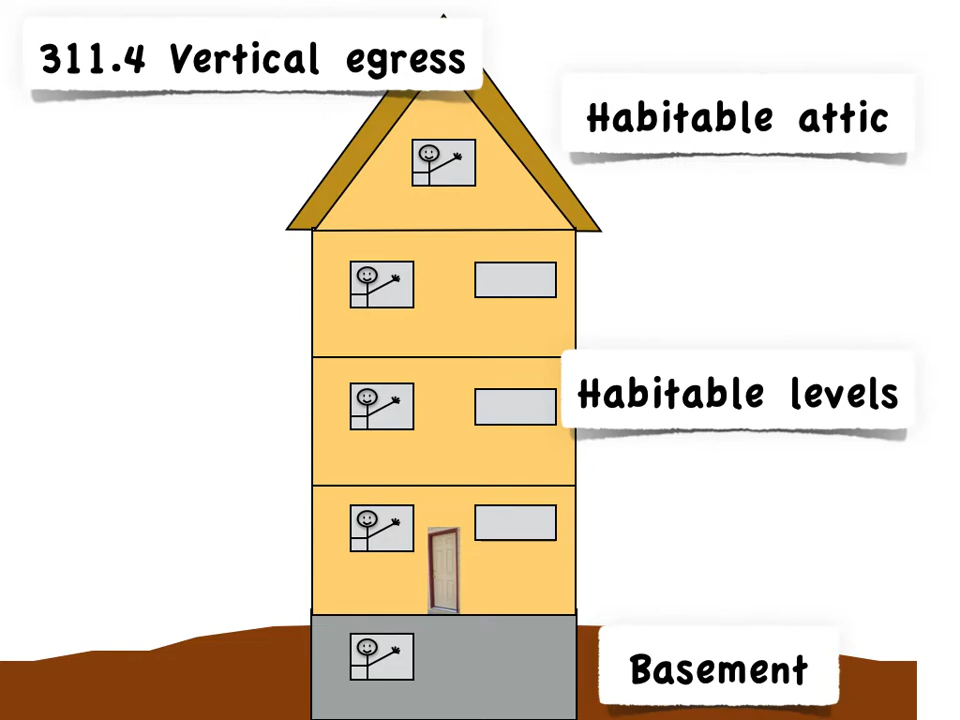 311.4 Vertical egress
Habitable attic
Habitable levels
Basement